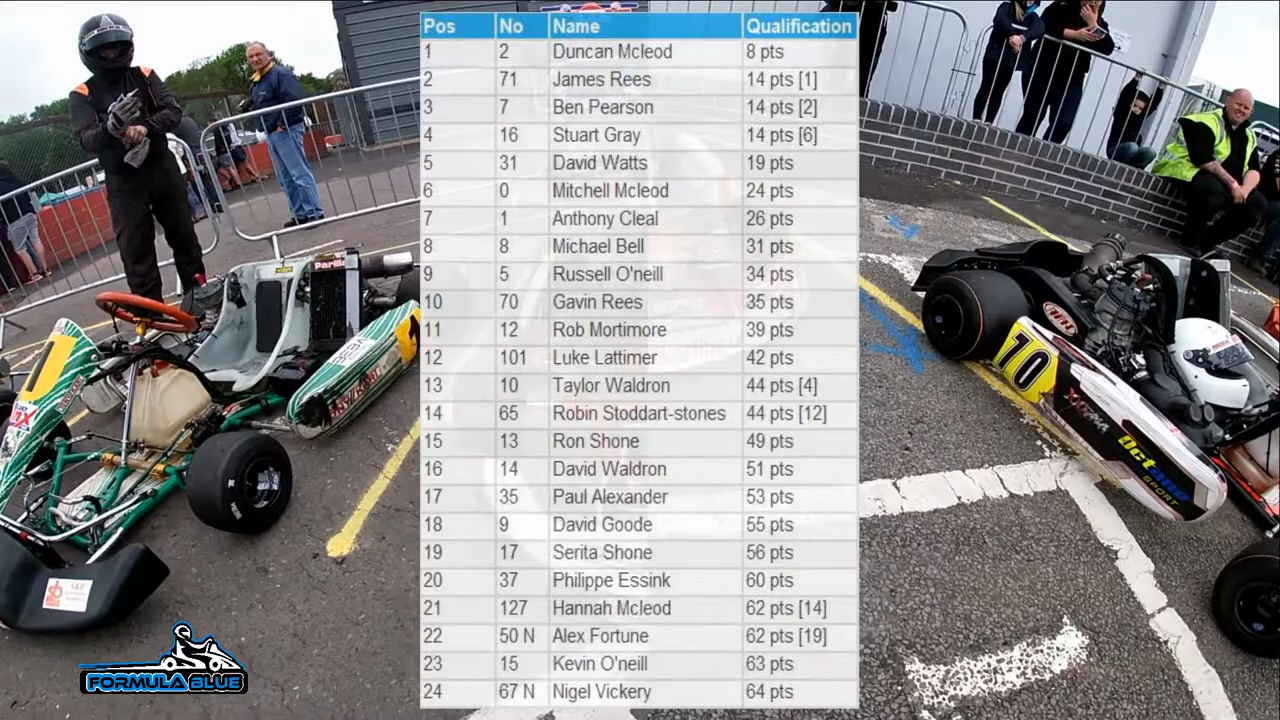 Pos No Name Qualification
1 2 Duncan Mcleod 8 pts
2 71 James Rees 14 pts [1]
3 7 Ben Pearson 14 pts [2]
4 16 Stuart Gray 14 pts [6]
5 31 David Watts 19 pts
6 0 Mitchell Mcleod 24 pts
7 1 Anthony Cleal 26 pts
8 8 Michael Bell 31 pts
9 5 Russell O'neill 34 pts
10 70 Gavin Rees 35 pts
11 12 Rob Mortimore 39 pts
12 101 Luke Lattimer 42 pts
13 10 Taylor Waldron 44 pts [4]
14 65 Robin Stoddart-stones 44 pts [12]
15 13 Ron Shone 49 pts
16 14 David Waldron 51 pts
17 35 Paul Alexander 53 pts
18 9 David Goode 55 pts
19 17 Serita Shone 56 pts
20 37 Philippe Essink 60 pts
21 127 Hannah Mcleod 62 pts [14]
22 50 N Alex Fortune 62 pts [19]
23 15 Kevin O'neill 63 pts
24 67 N Nigel Vickery 64 pts
Parilla
70
octane
SPORT
FORMULA BLUE